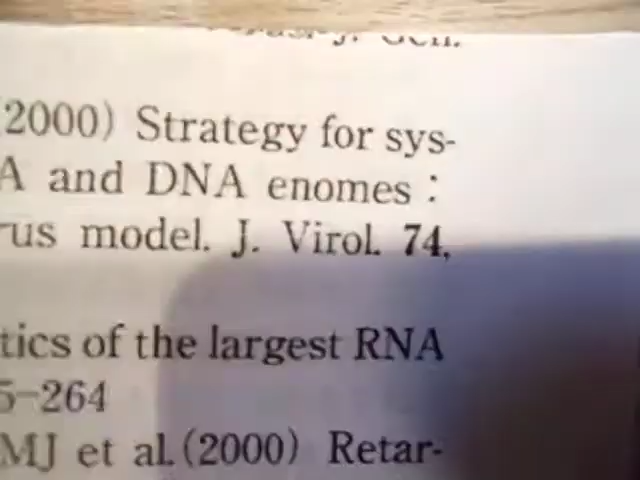 (2000) Strategy for sys-
A and DNA enomes :
rus model. J. Virol. 74,
tics of the largest RNA
5-264
MJ et al.(2000) Retar-